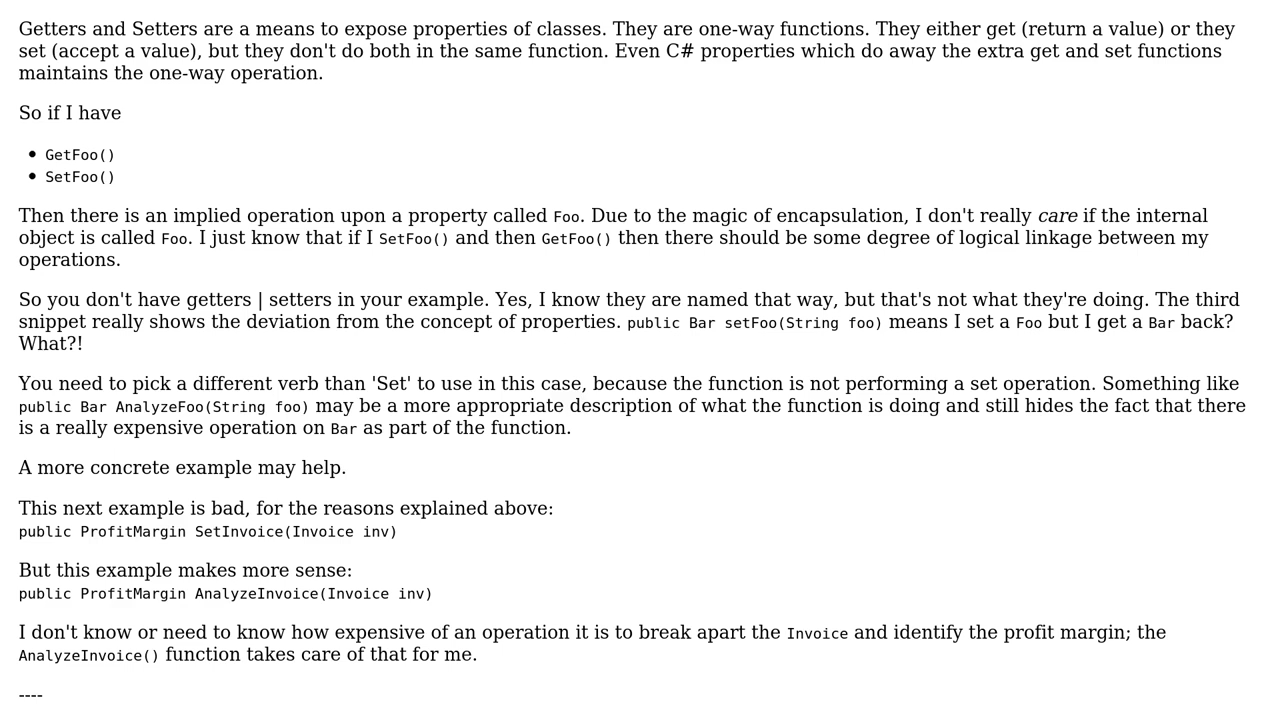 Getters and Setters are a means to expose properties of classes. They are one-way functions. They either get (return a value) or they
set (accept a value), but they don't do both in the same function. Even C# properties which do away the extra get and set functions
maintains the one-way operation.
So if I have
• GetFoo()
• SetFoo()
Then there is an implied operation upon a property called Foo. Due to the magic of encapsulation, I don't really care if the internal
object is called Foo. I just know that if I SetFoo() and then GetFoo() then there should be some degree of logical linkage between my
operations.
So you don't have getters | setters in your example. Yes, I know they are named that way, but that's not what they're doing. The third
snippet really shows the deviation from the concept of properties. public Bar setFoo(String foo) means I set a Foo but I get a Bar back?
What?!
You need to pick a different verb than 'Set' to use in this case, because the function is not performing a set operation. Something like
public Bar AnalyzeFoo(String foo) may be a more appropriate description of what the function is doing and still hides the fact that there
is a really expensive operation on Bar as part of the function.
A more concrete example may help.
This next example is bad, for the reasons explained above:
public ProfitMargin SetInvoice(Invoice inv)
But this example makes more sense:
public ProfitMargin AnalyzeInvoice(Invoice inv)
I don't know or need to know how expensive of an operation it is to break apart the Invoice and identify the profit margin; the
AnalyzeInvoice() function takes care of that for me.
----